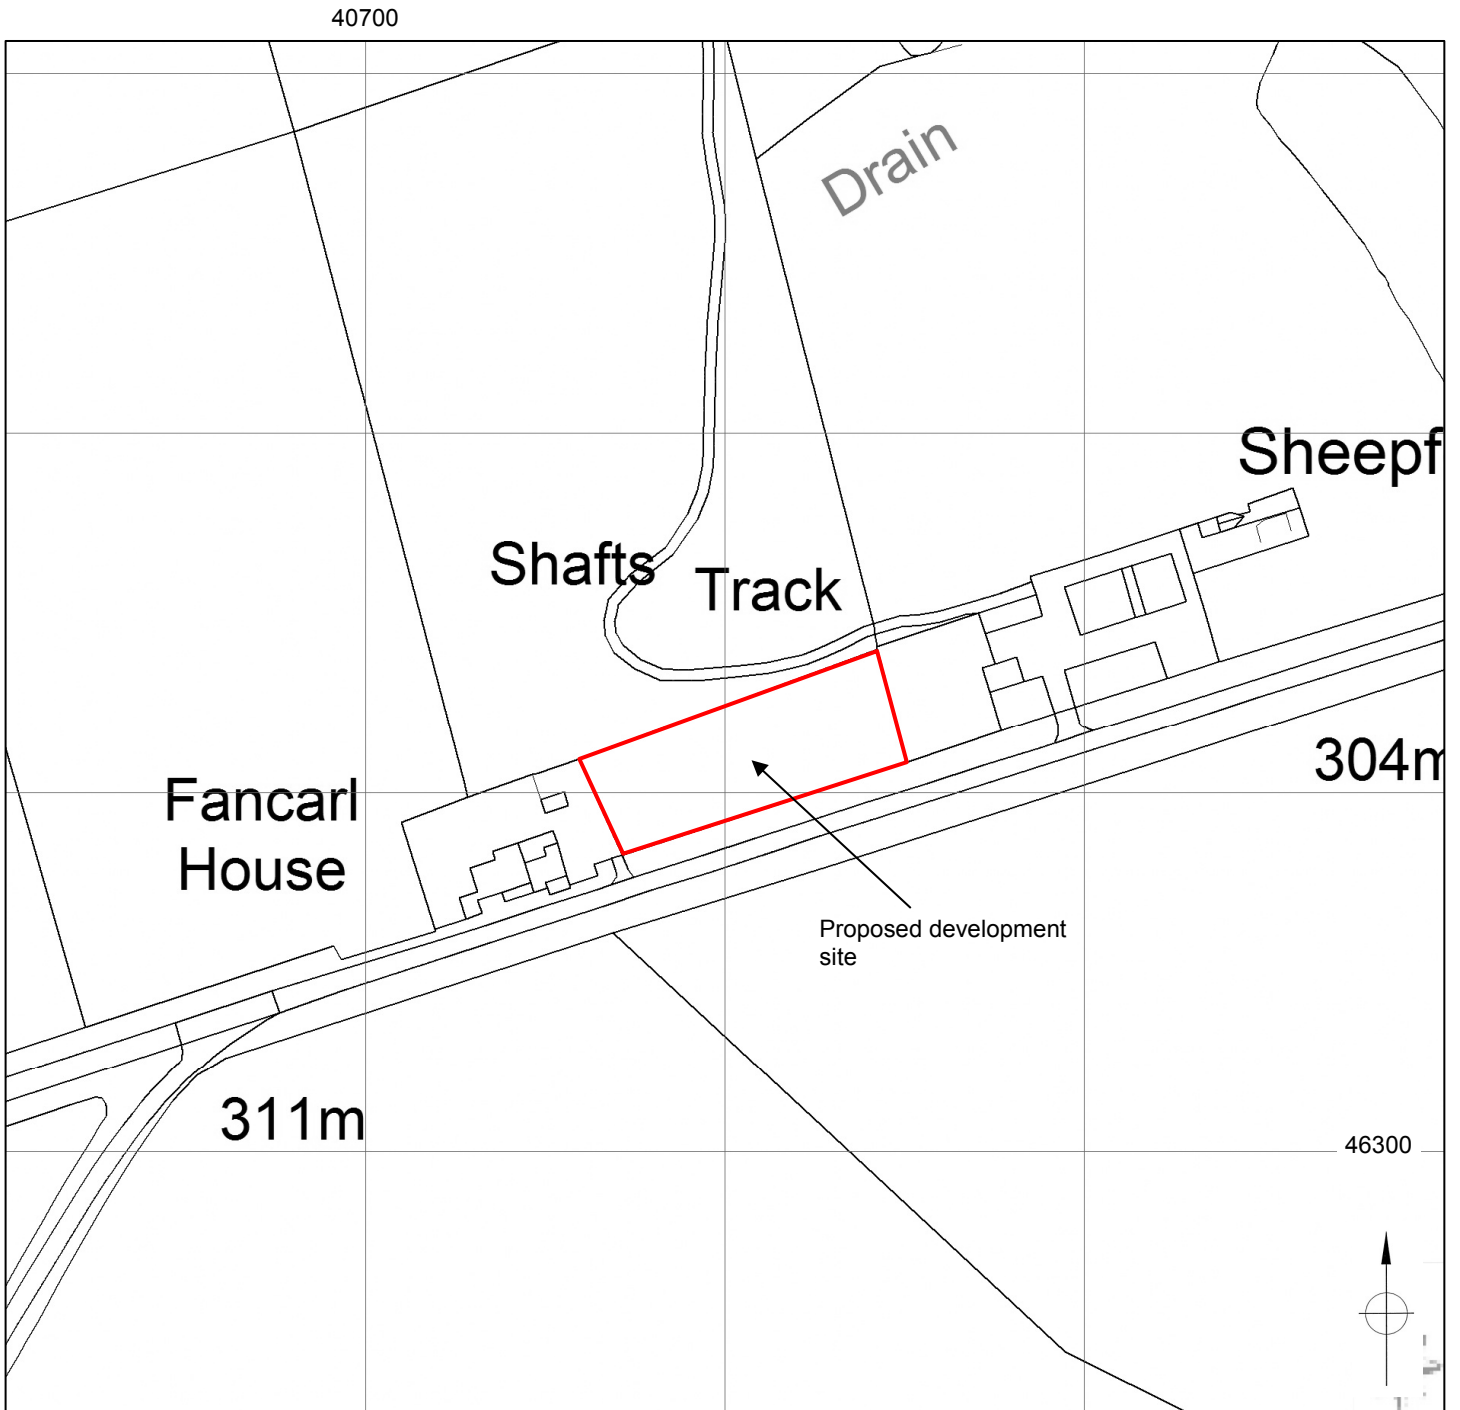 40700
Drain
Sheepf
Shafts
Track
304m
Fancarl
House
Proposed development
site
311m
46300